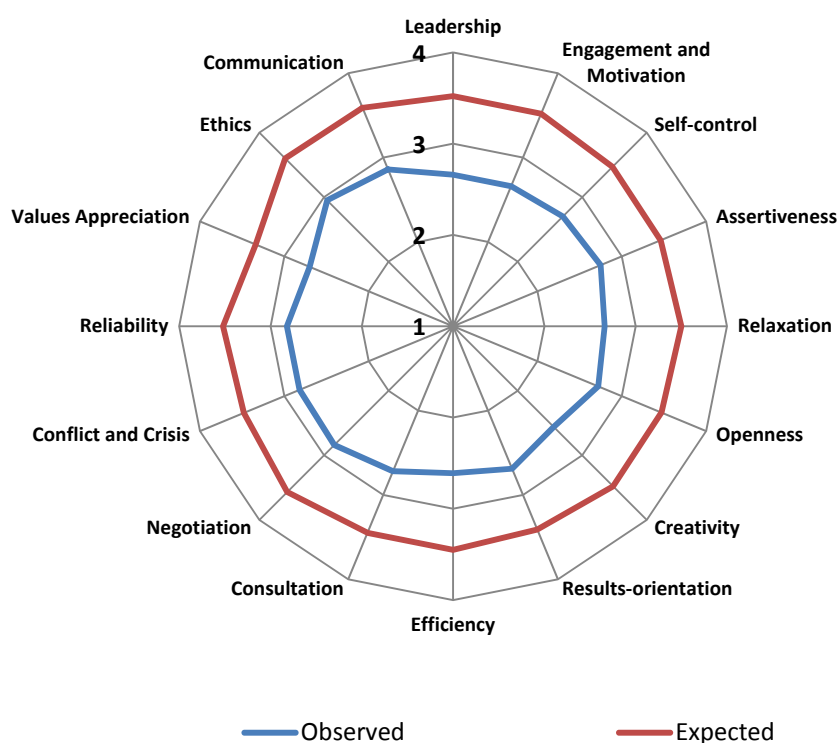 Leadership
4
Engagement and
Motivation
Communication
Ethics
Self-control
3
Values Appreciation
Assertiveness
2
Reliability
1
Relaxation
Conflict and Crisis
Openness
Negotiation
Creativity
Consultation
Results-orientation
Efficiency
Observed
Expected